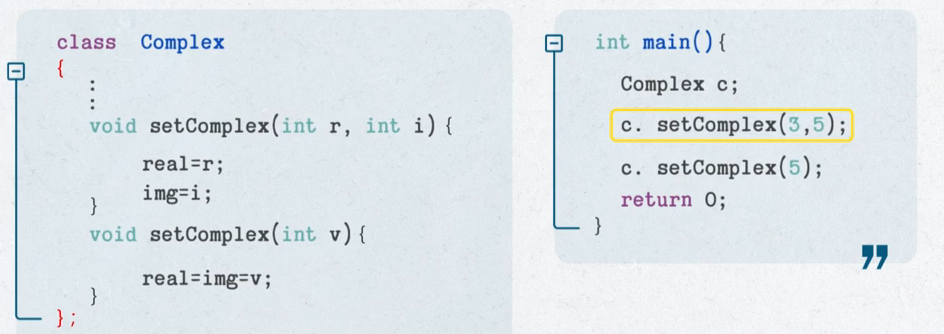 class Complex
{
:
:
void setComplex(int r, int i){
real=r;
img=i;
}
void setComplex(int v){
real=img=v;
}
};
int main(){
Complex c;
c. setComplex(3,5);
c. setComplex(5);
return 0;
}